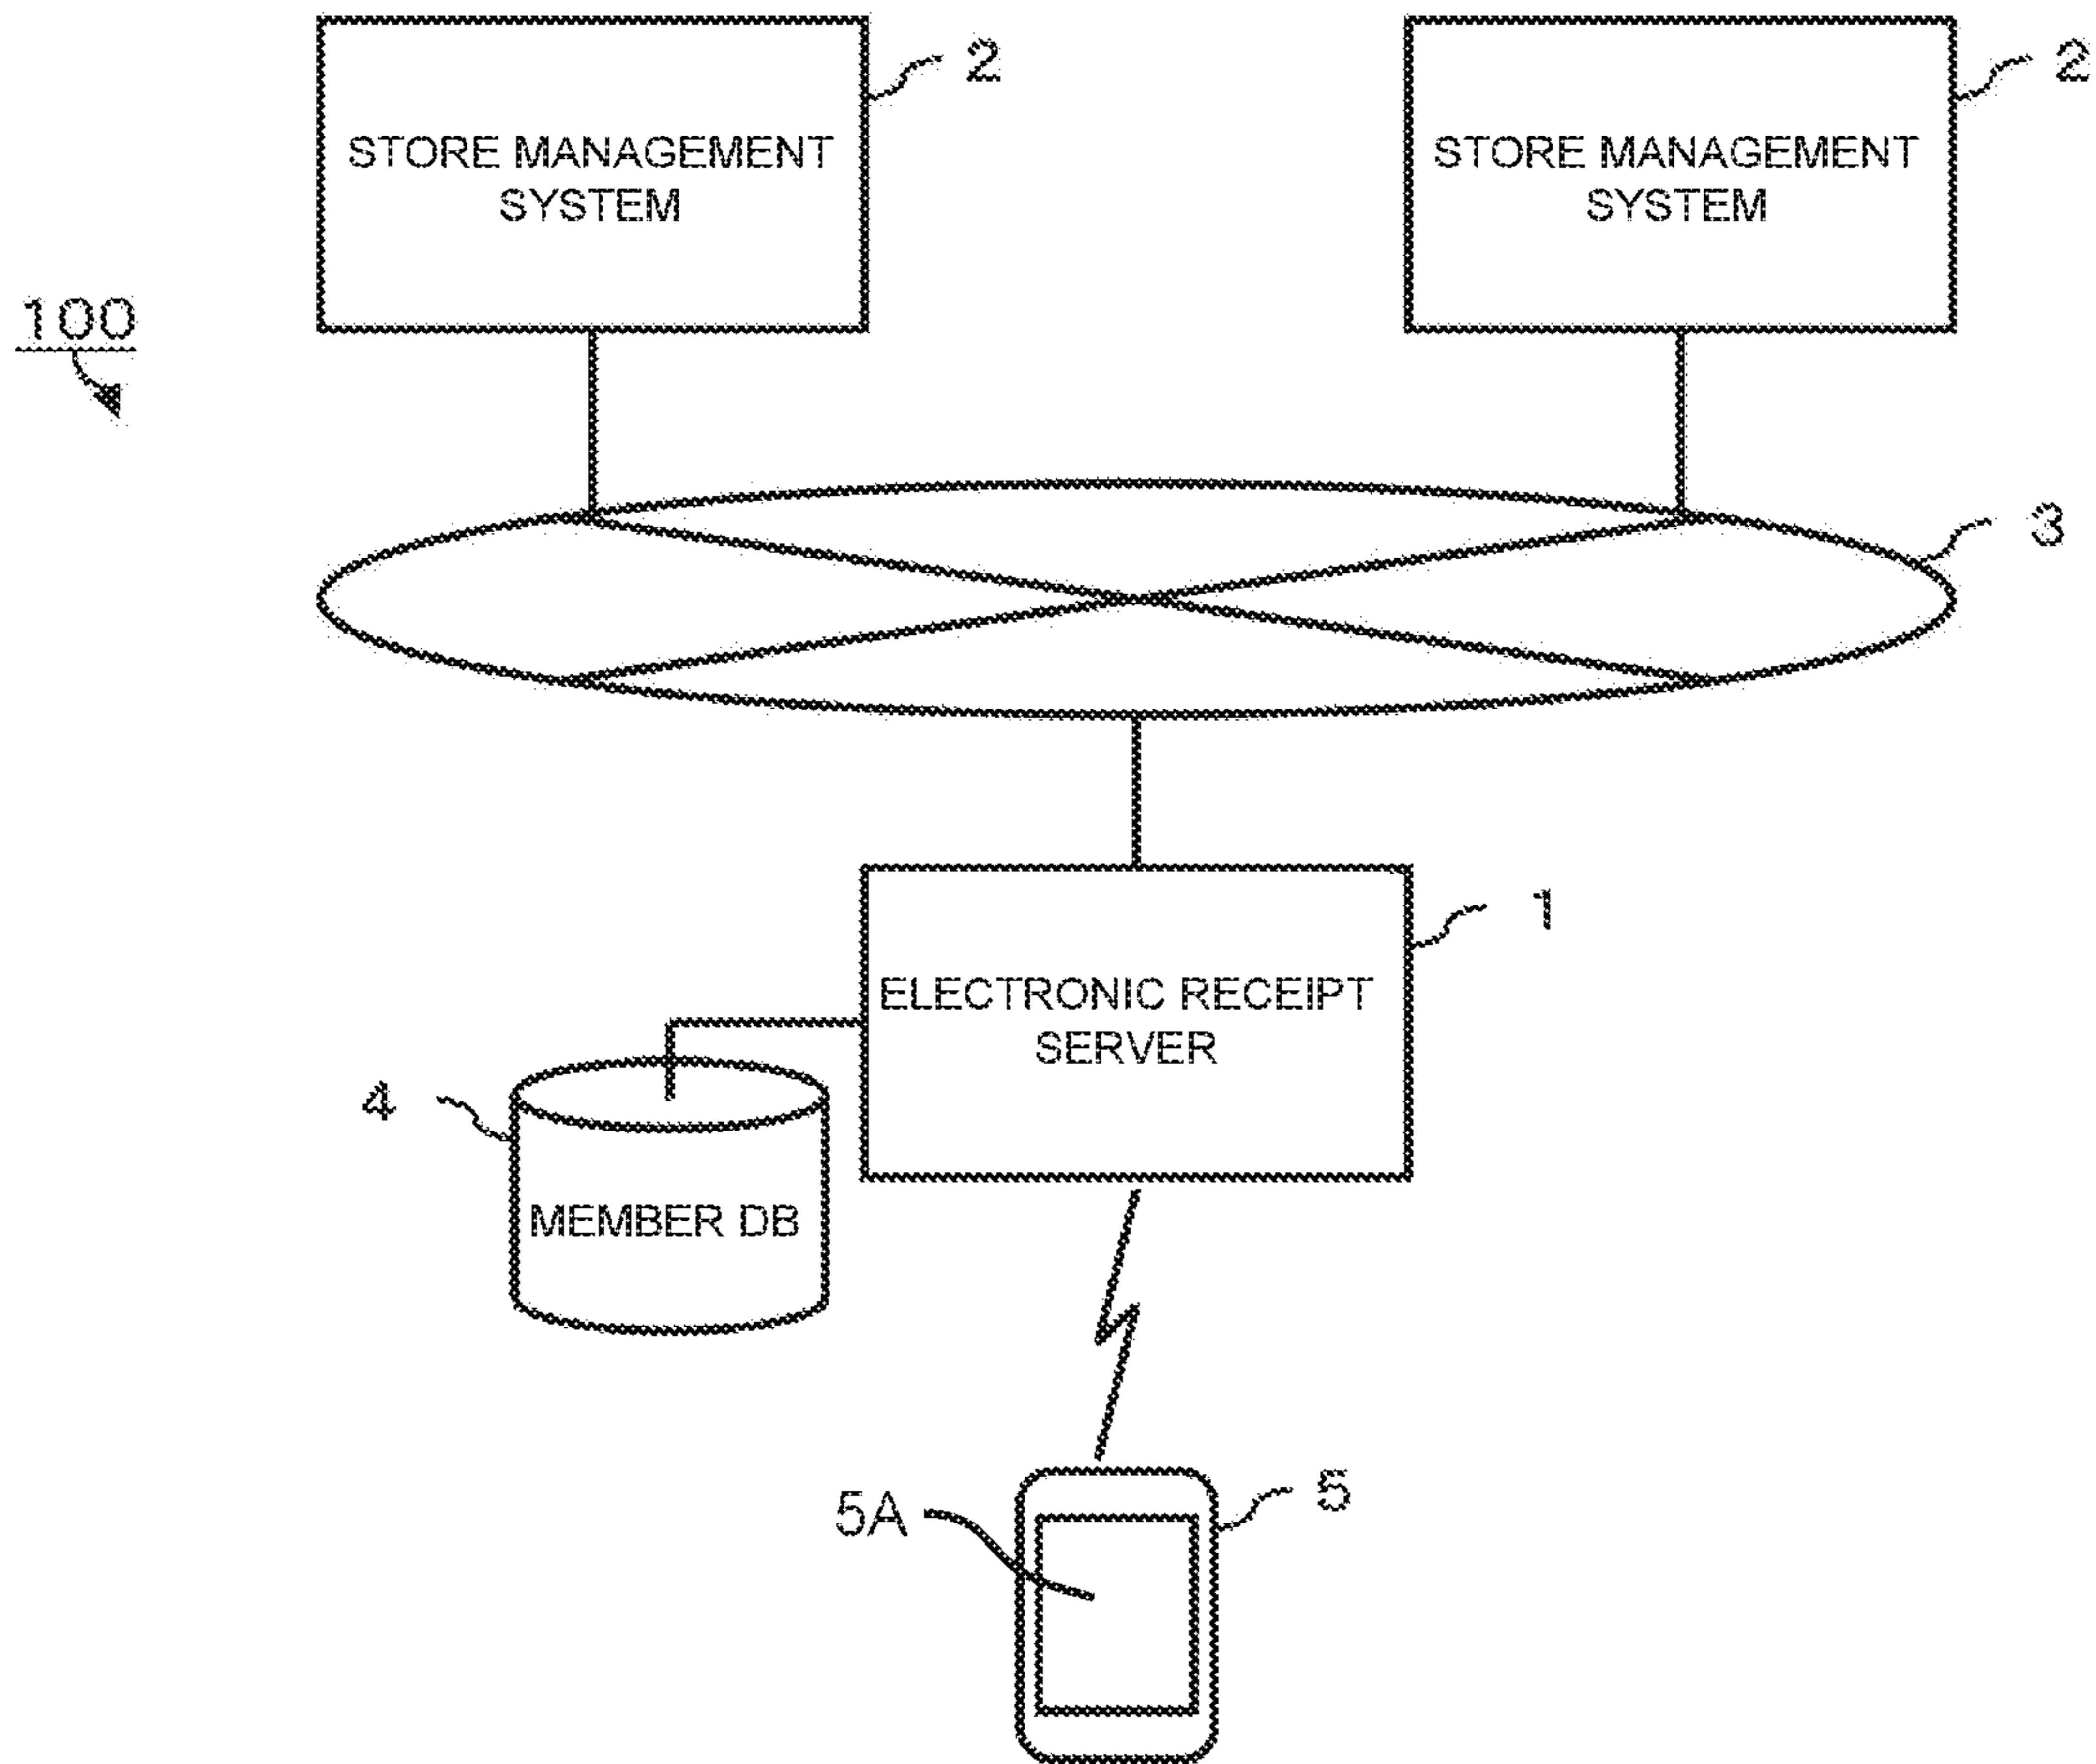 2
2
STORE MANAGEMENT
SYSTEM
STORE MANAGEMENT
SYSTEM
100
3
1
ELECTRONIC RECEIPT
SERVER
4
MEMBER DB
5A
5